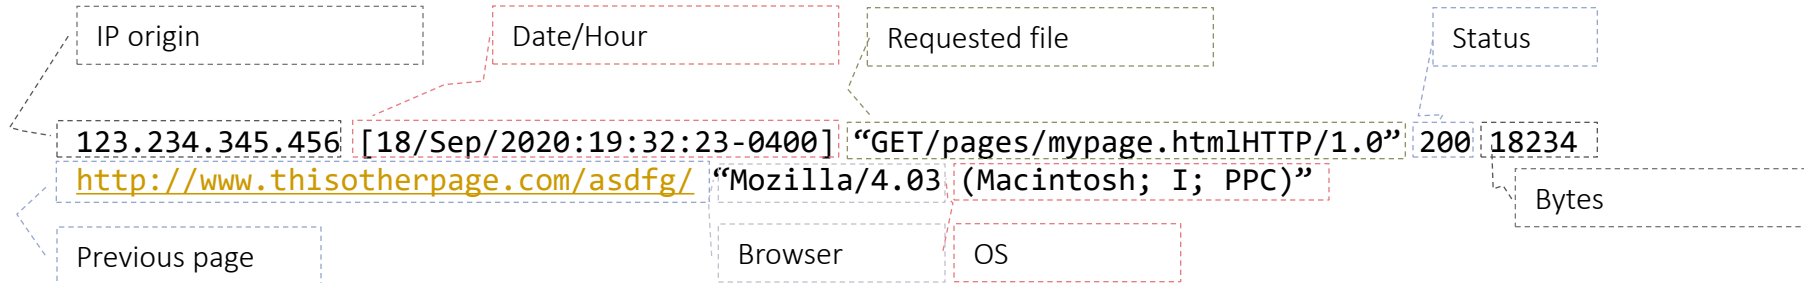 IP origin
Date/Hour
Requested file
Status
123.234.345.456 [18/Sep/2020:19:32:23-0400] “GET/pages/mypage.htmlHTTP/1.0” 200 18234
http://www.thisotherpage.com/asdfg/ “Mozilla/4.03 (Macintosh; I; PPC)”
Bytes
Previous page
Browser
OS